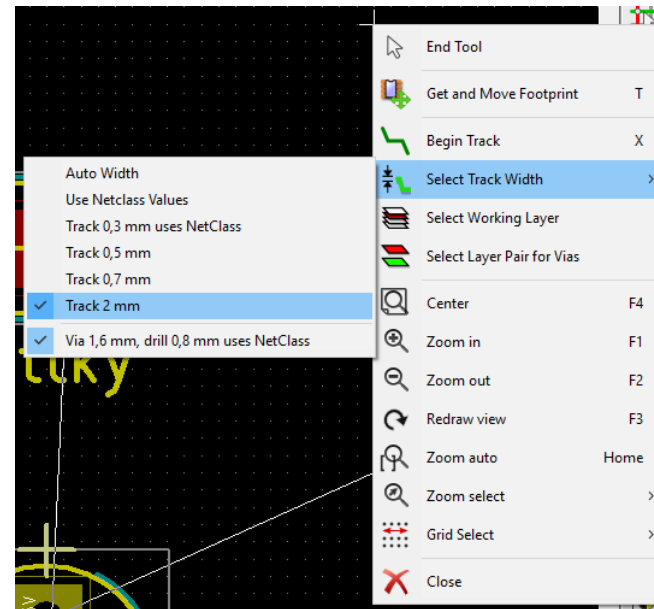 End Tool
Get and Move Footprint T
Begin Track X
Select Track Width
Select Working Layer
Select Layer Pair for Vias
Center F4
Zoom in F1
Zoom out F2
Redraw view F3
Zoom auto Home
Zoom select
Grid Select
Close
Auto Width
Use Netclass Values
Track 0,3 mm uses NetClass
Track 0,5 mm
Track 0,7 mm
Track 2 mm
Via 1,6 mm, drill 0,8 mm uses NetClass